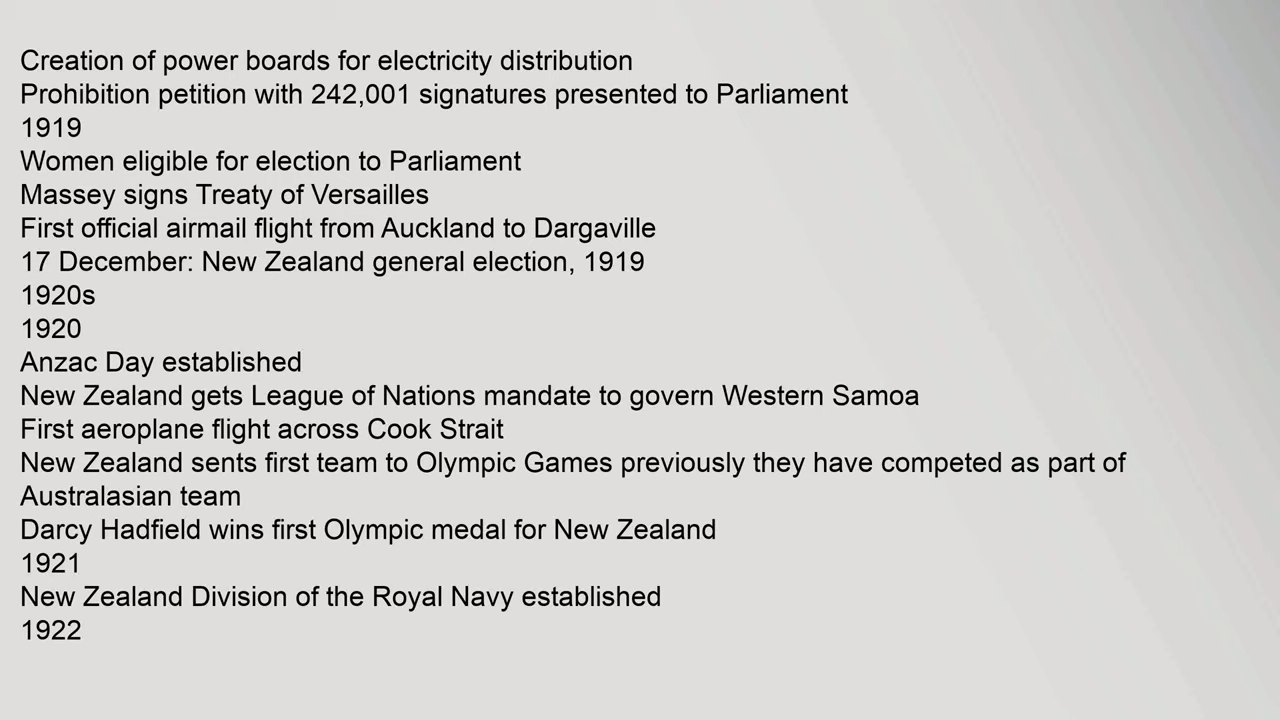 Creation of power boards for electricity distribution
Prohibition petition with 242,001 signatures presented to Parliament
1919
Women eligible for election to Parliament
Massey signs Treaty of Versailles
First official airmail flight from Auckland to Dargaville
17 December: New Zealand general election, 1919
1920s
1920
Anzac Day established
New Zealand gets League of Nations mandate to govern Western Samoa
First aeroplane flight across Cook Strait
New Zealand sents first team to Olympic Games previously they have competed as part of
Australasian team
Darcy Hadfield wins first Olympic medal for New Zealand
1921
New Zealand Division of the Royal Navy established
1922